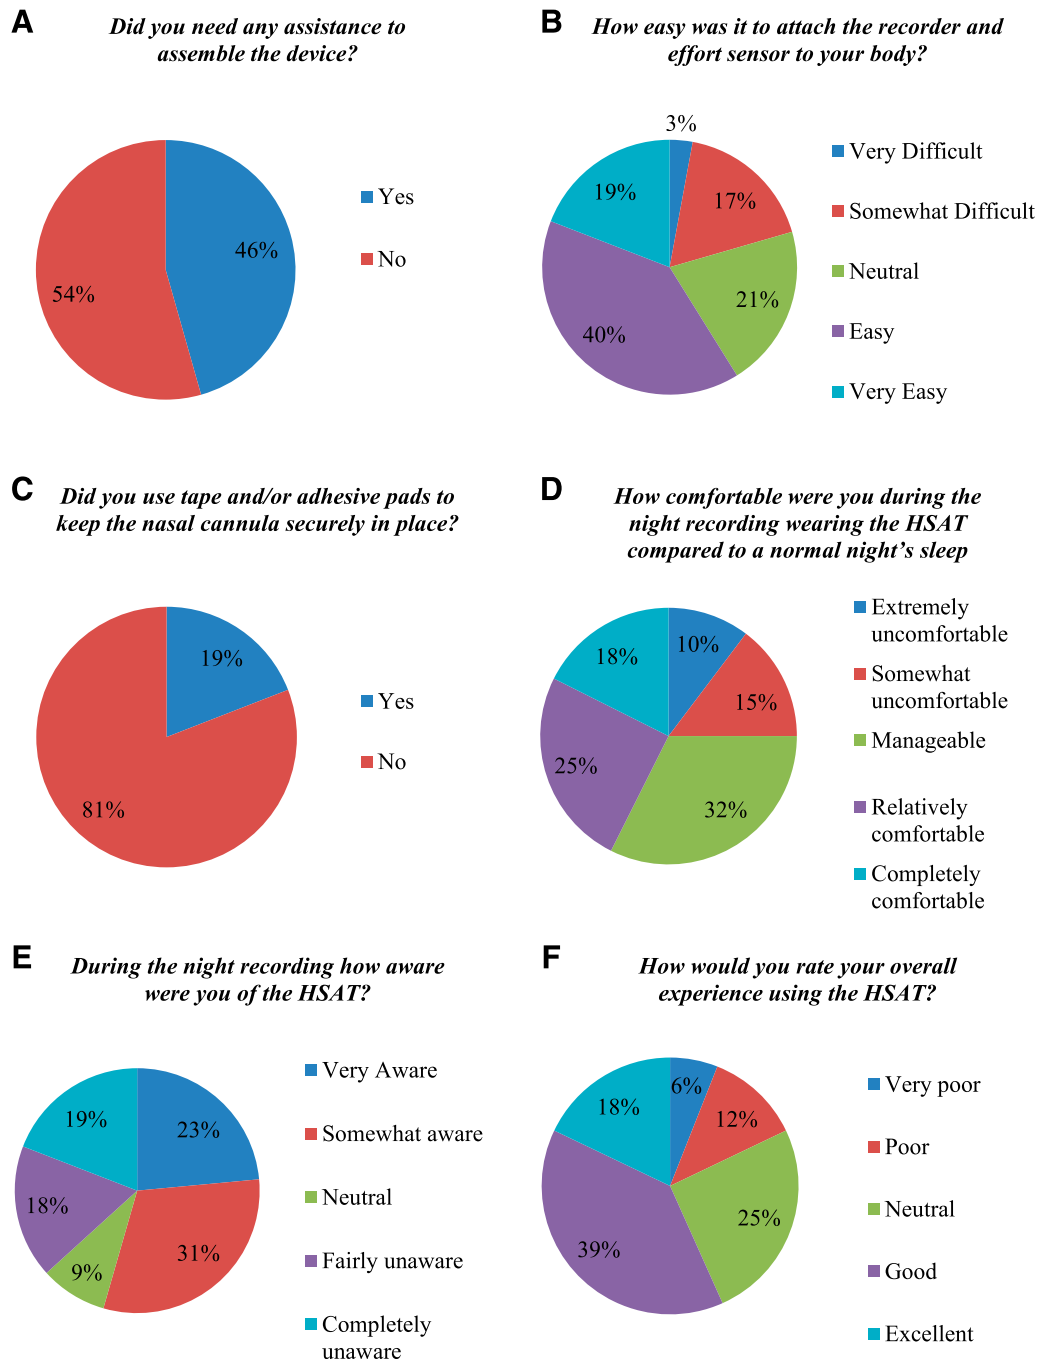 A
Did you need any assistance to
assemble the device?
46%
54%
Yes
No
B
How easy was it to attach the recorder and
effort sensor to your body?
3%
17%
21%
40%
19%
Very Difficult
Somewhat Difficult
Neutral
Easy
Very Easy
C
Did you use tape and/or adhesive pads to
keep the nasal cannula securely in place?
19%
81%
Yes
No
D
How comfortable were you during the
night recording wearing the HSAT
compared to a normal night’s sleep
10%
15%
32%
25%
18%
Extremely
uncomfortable
Somewhat
uncomfortable
Manageable
Relatively
comfortable
Completely
comfortable
E
During the night recording how aware
were you of the HSAT?
23%
31%
9%
18%
19%
Very Aware
Somewhat aware
Neutral
Fairly unaware
Completely
unaware
F
How would you rate your overall
experience using the HSAT?
6%
12%
25%
39%
18%
Very poor
Poor
Neutral
Good
Excellent